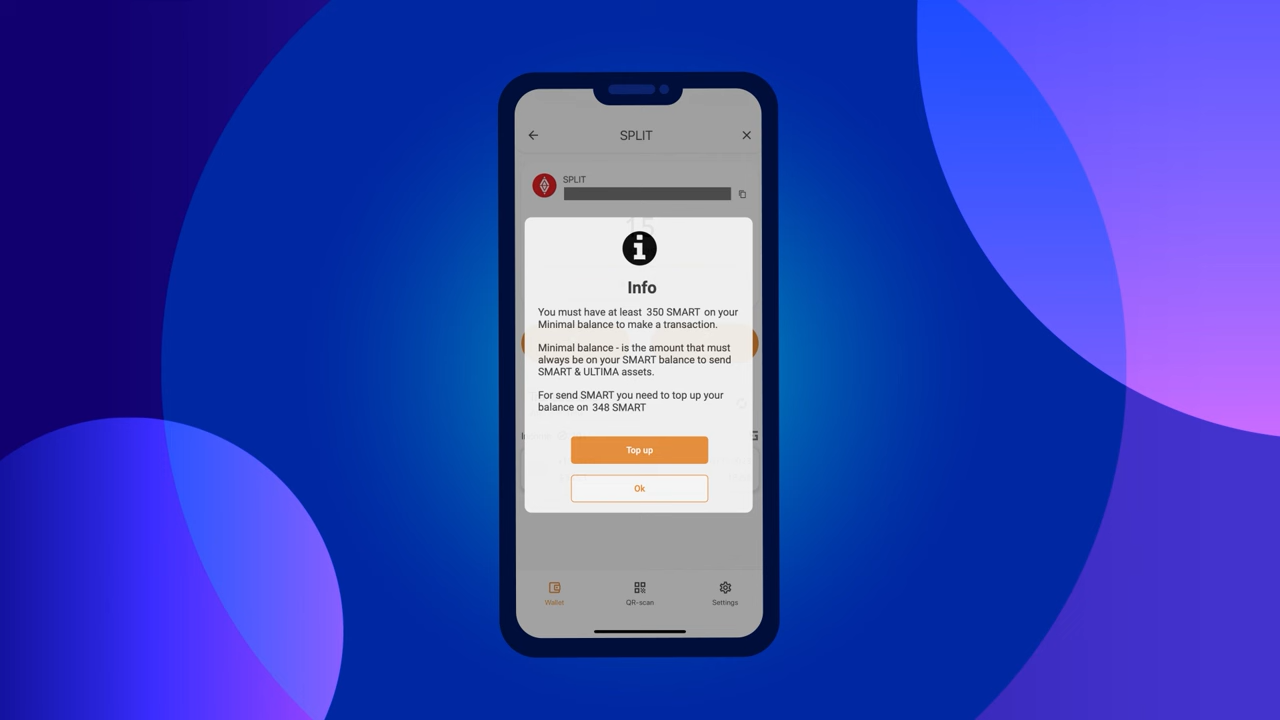 SPLIT
SPLIT
15
Info
You must have at least 350 SMART on your
Minimal balance to make a transaction.
Minimal balance - is the amount that must
always be on your SMART balance to send
SMART & ULTIMA assets.
For send SMART you need to top up your
balance on 348 SMART
Top up
Ok
Wallet
QR-scan
Settings